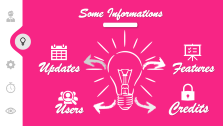 Some Informations
Updates
Features
Users
Credits